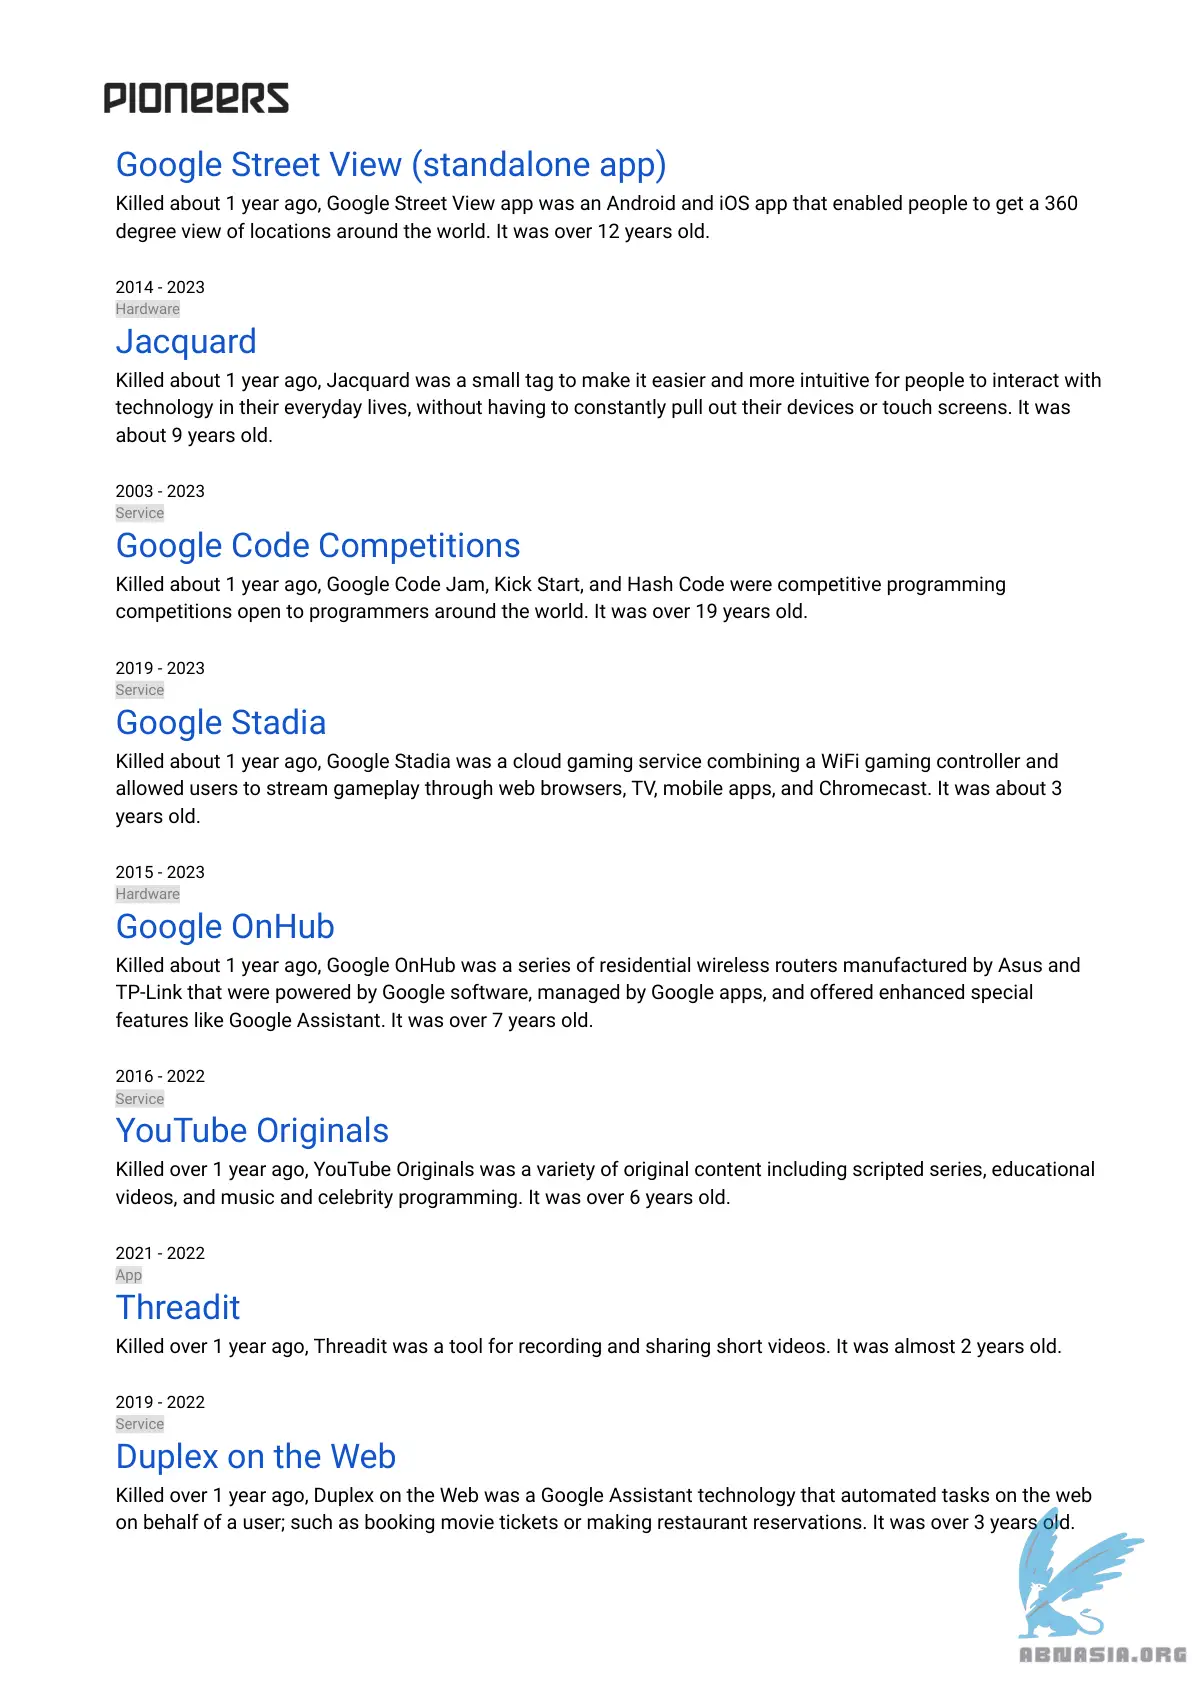 PIONEERS
Google Street View (standalone app)
Killed about 1 year ago, Google Street View app was an Android and iOS app that enabled people to get a 360
degree view of locations around the world. It was over 12 years old.
2014 - 2023
Hardware
Jacquard
Killed about 1 year ago, Jacquard was a small tag to make it easier and more intuitive for people to interact with
technology in their everyday lives, without having to constantly pull out their devices or touch screens. It was
about 9 years old.
2003 - 2023
Service
Google Code Competitions
Killed about 1 year ago, Google Code Jam, Kick Start, and Hash Code were competitive programming
competitions open to programmers around the world. It was over 19 years old.
2019 - 2023
Service
Google Stadia
Killed about 1 year ago, Google Stadia was a cloud gaming service combining a WiFi gaming controller and
allowed users to stream gameplay through web browsers, TV, mobile apps, and Chromecast. It was about 3
years old.
2015 - 2023
Hardware
Google OnHub
Killed about 1 year ago, Google OnHub was a series of residential wireless routers manufactured by Asus and
TP-Link that were powered by Google software, managed by Google apps, and offered enhanced special
features like Google Assistant. It was over 7 years old.
2016 - 2022
Service
YouTube Originals
Killed over 1 year ago, YouTube Originals was a variety of original content including scripted series, educational
videos, and music and celebrity programming. It was over 6 years old.
2021 - 2022
App
Threadit
Killed over 1 year ago, Threadit was a tool for recording and sharing short videos. It was almost 2 years old.
2019 - 2022
Service
Duplex on the Web
Killed over 1 year ago, Duplex on the Web was a Google Assistant technology that automated tasks on the web
on behalf of a user; such as booking movie tickets or making restaurant reservations. It was over 3 years old.
ABNASIA.ORG